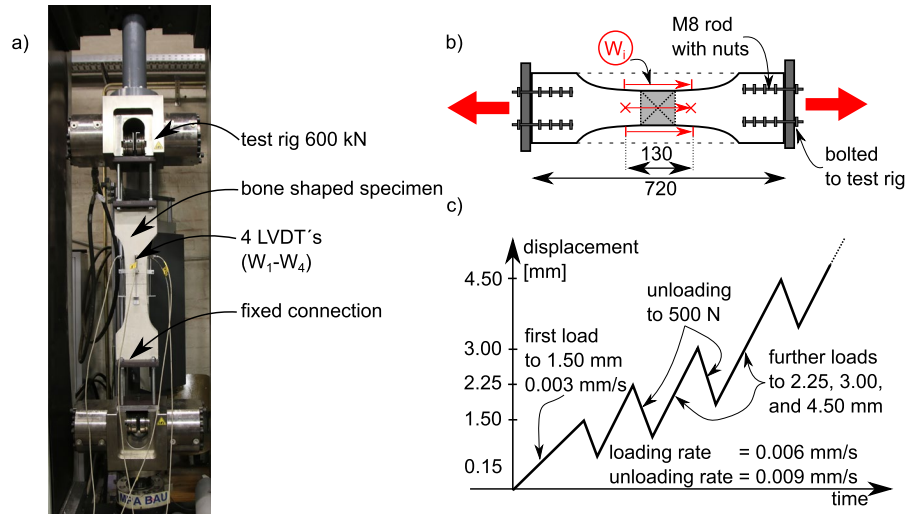 a)
test rig 600 kN
bone shaped specimen
4 LVDT´s
(W1-W4)
fixed connection
MPA BAU
b)
Wi
M8 rod
with nuts
130
720
bolted
to test rig
c)
displacement
[mm]
4.50
3.00
2.25
1.50
0.15
first load
to 1.50 mm
0.003 mm/s
unloading
to 500 N
further loads
to 2.25, 3.00,
and 4.50 mm
loading rate = 0.006 mm/s
unloading rate = 0.009 mm/s
time